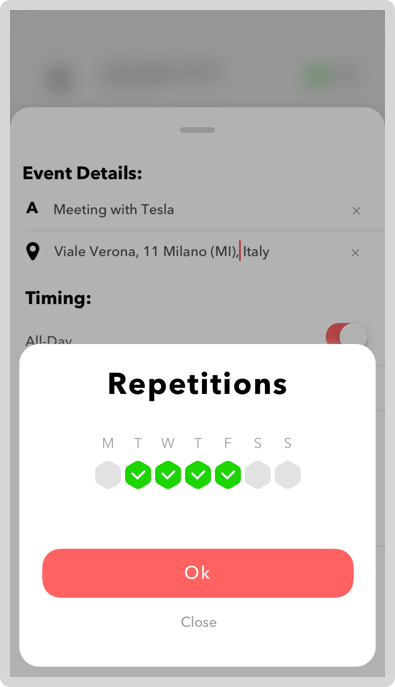 Event Details:
A Meeting with Tesla
Viale Verona, 11 Milano (MI), Italy
Timing:
All-Day
Repetitions
M T W T F S S
Ok
Close